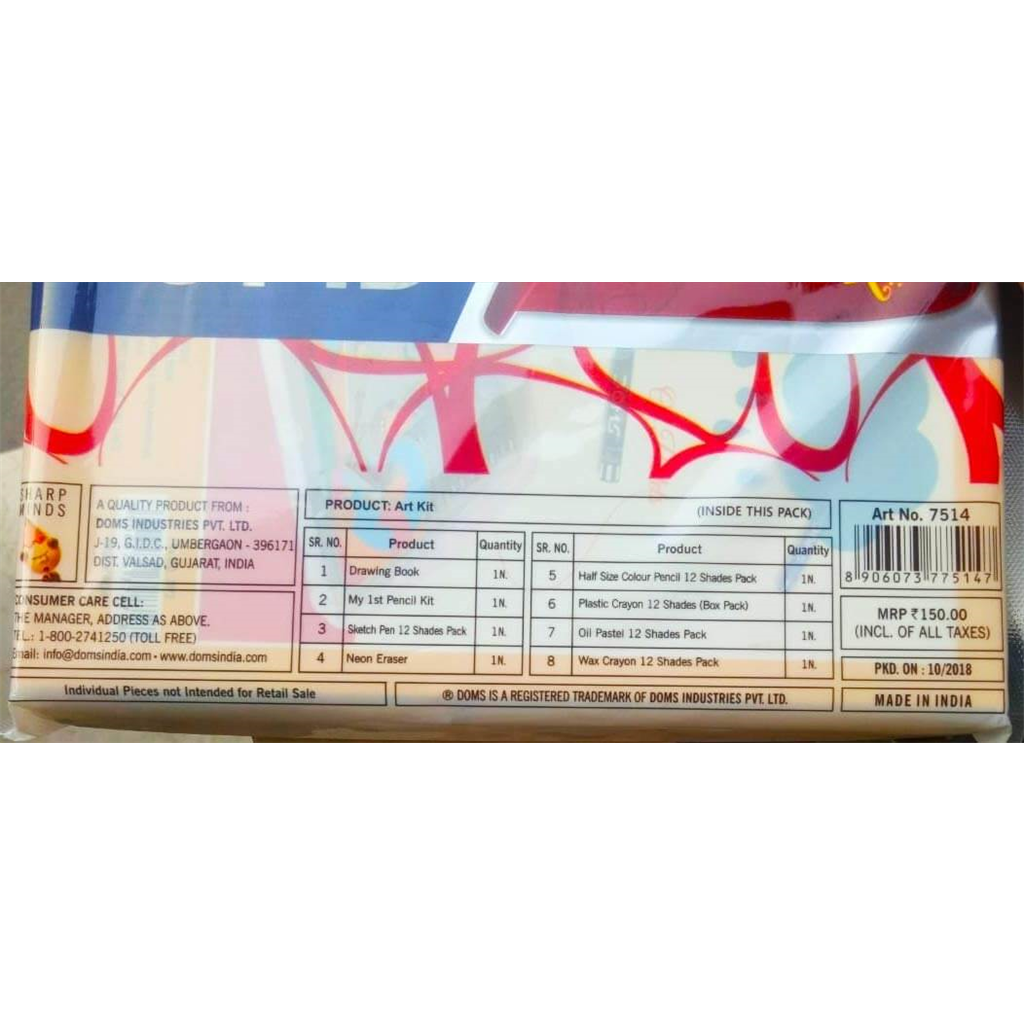 SHARP
MINDS
A QUALITY PRODUCT FROM :
DOMS INDUSTRIES PVT. LTD.
J-19, G.I.D.C., UMBERGAON - 396171
DIST. VALSAD, GUJARAT, INDIA
CONSUMER CARE CELL:
THE MANAGER, ADDRESS AS ABOVE.
TEL.: 1-800-2741250 (TOLL FREE)
Email: info@domsindia.com • www.domsindia.com
Individual Pieces not Intended for Retail Sale
PRODUCT: Art Kit (INSIDE THIS PACK)
SR. NO. Product Quantity
1 Drawing Book 1N.
2 My 1st Pencil Kit 1N.
3 Sketch Pen 12 Shades Pack 1N.
4 Neon Eraser 1N.
SR. NO. Product Quantity
5 Half Size Colour Pencil 12 Shades Pack 1N.
6 Plastic Crayon 12 Shades (Box Pack) 1N.
7 Oil Pastel 12 Shades Pack 1N.
8 Wax Crayon 12 Shades Pack 1N.
® DOMS IS A REGISTERED TRADEMARK OF DOMS INDUSTRIES PVT. LTD.
Art No. 7514
8 906073 775147
MRP ₹150.00
(INCL. OF ALL TAXES)
PKD. ON : 10/2018
MADE IN INDIA